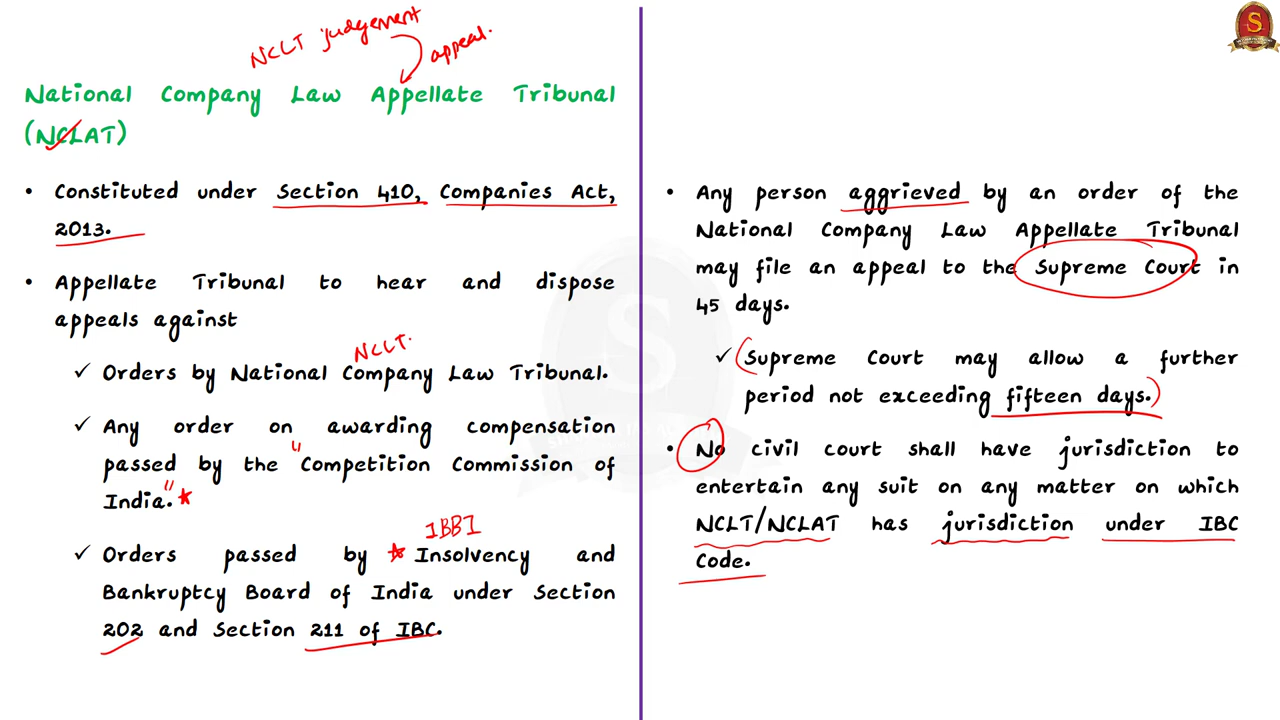 NCLT judgement
appeal.
National Company Law Appellate Tribunal
(NCLAT)
• Constituted under Section 410, Companies Act,
2013.
• Appellate Tribunal to hear and dispose
appeals against
NCLT.
✓ Orders by National Company Law Tribunal.
✓ Any order on awarding compensation
passed by the "Competition Commission of
India."
IBBI
✓ Orders passed by Insolvency and
Bankruptcy Board of India under Section
202 and Section 211 of IBC.
• Any person aggrieved by an order of the
National Company Law Appellate Tribunal
may file an appeal to the Supreme Court in
45 days.
✓ (Supreme Court may allow a further
period not exceeding fifteen days.)
• No civil court shall have jurisdiction to
entertain any suit on any matter on which
NCLT/NCLAT has jurisdiction under IBC
Code.
S